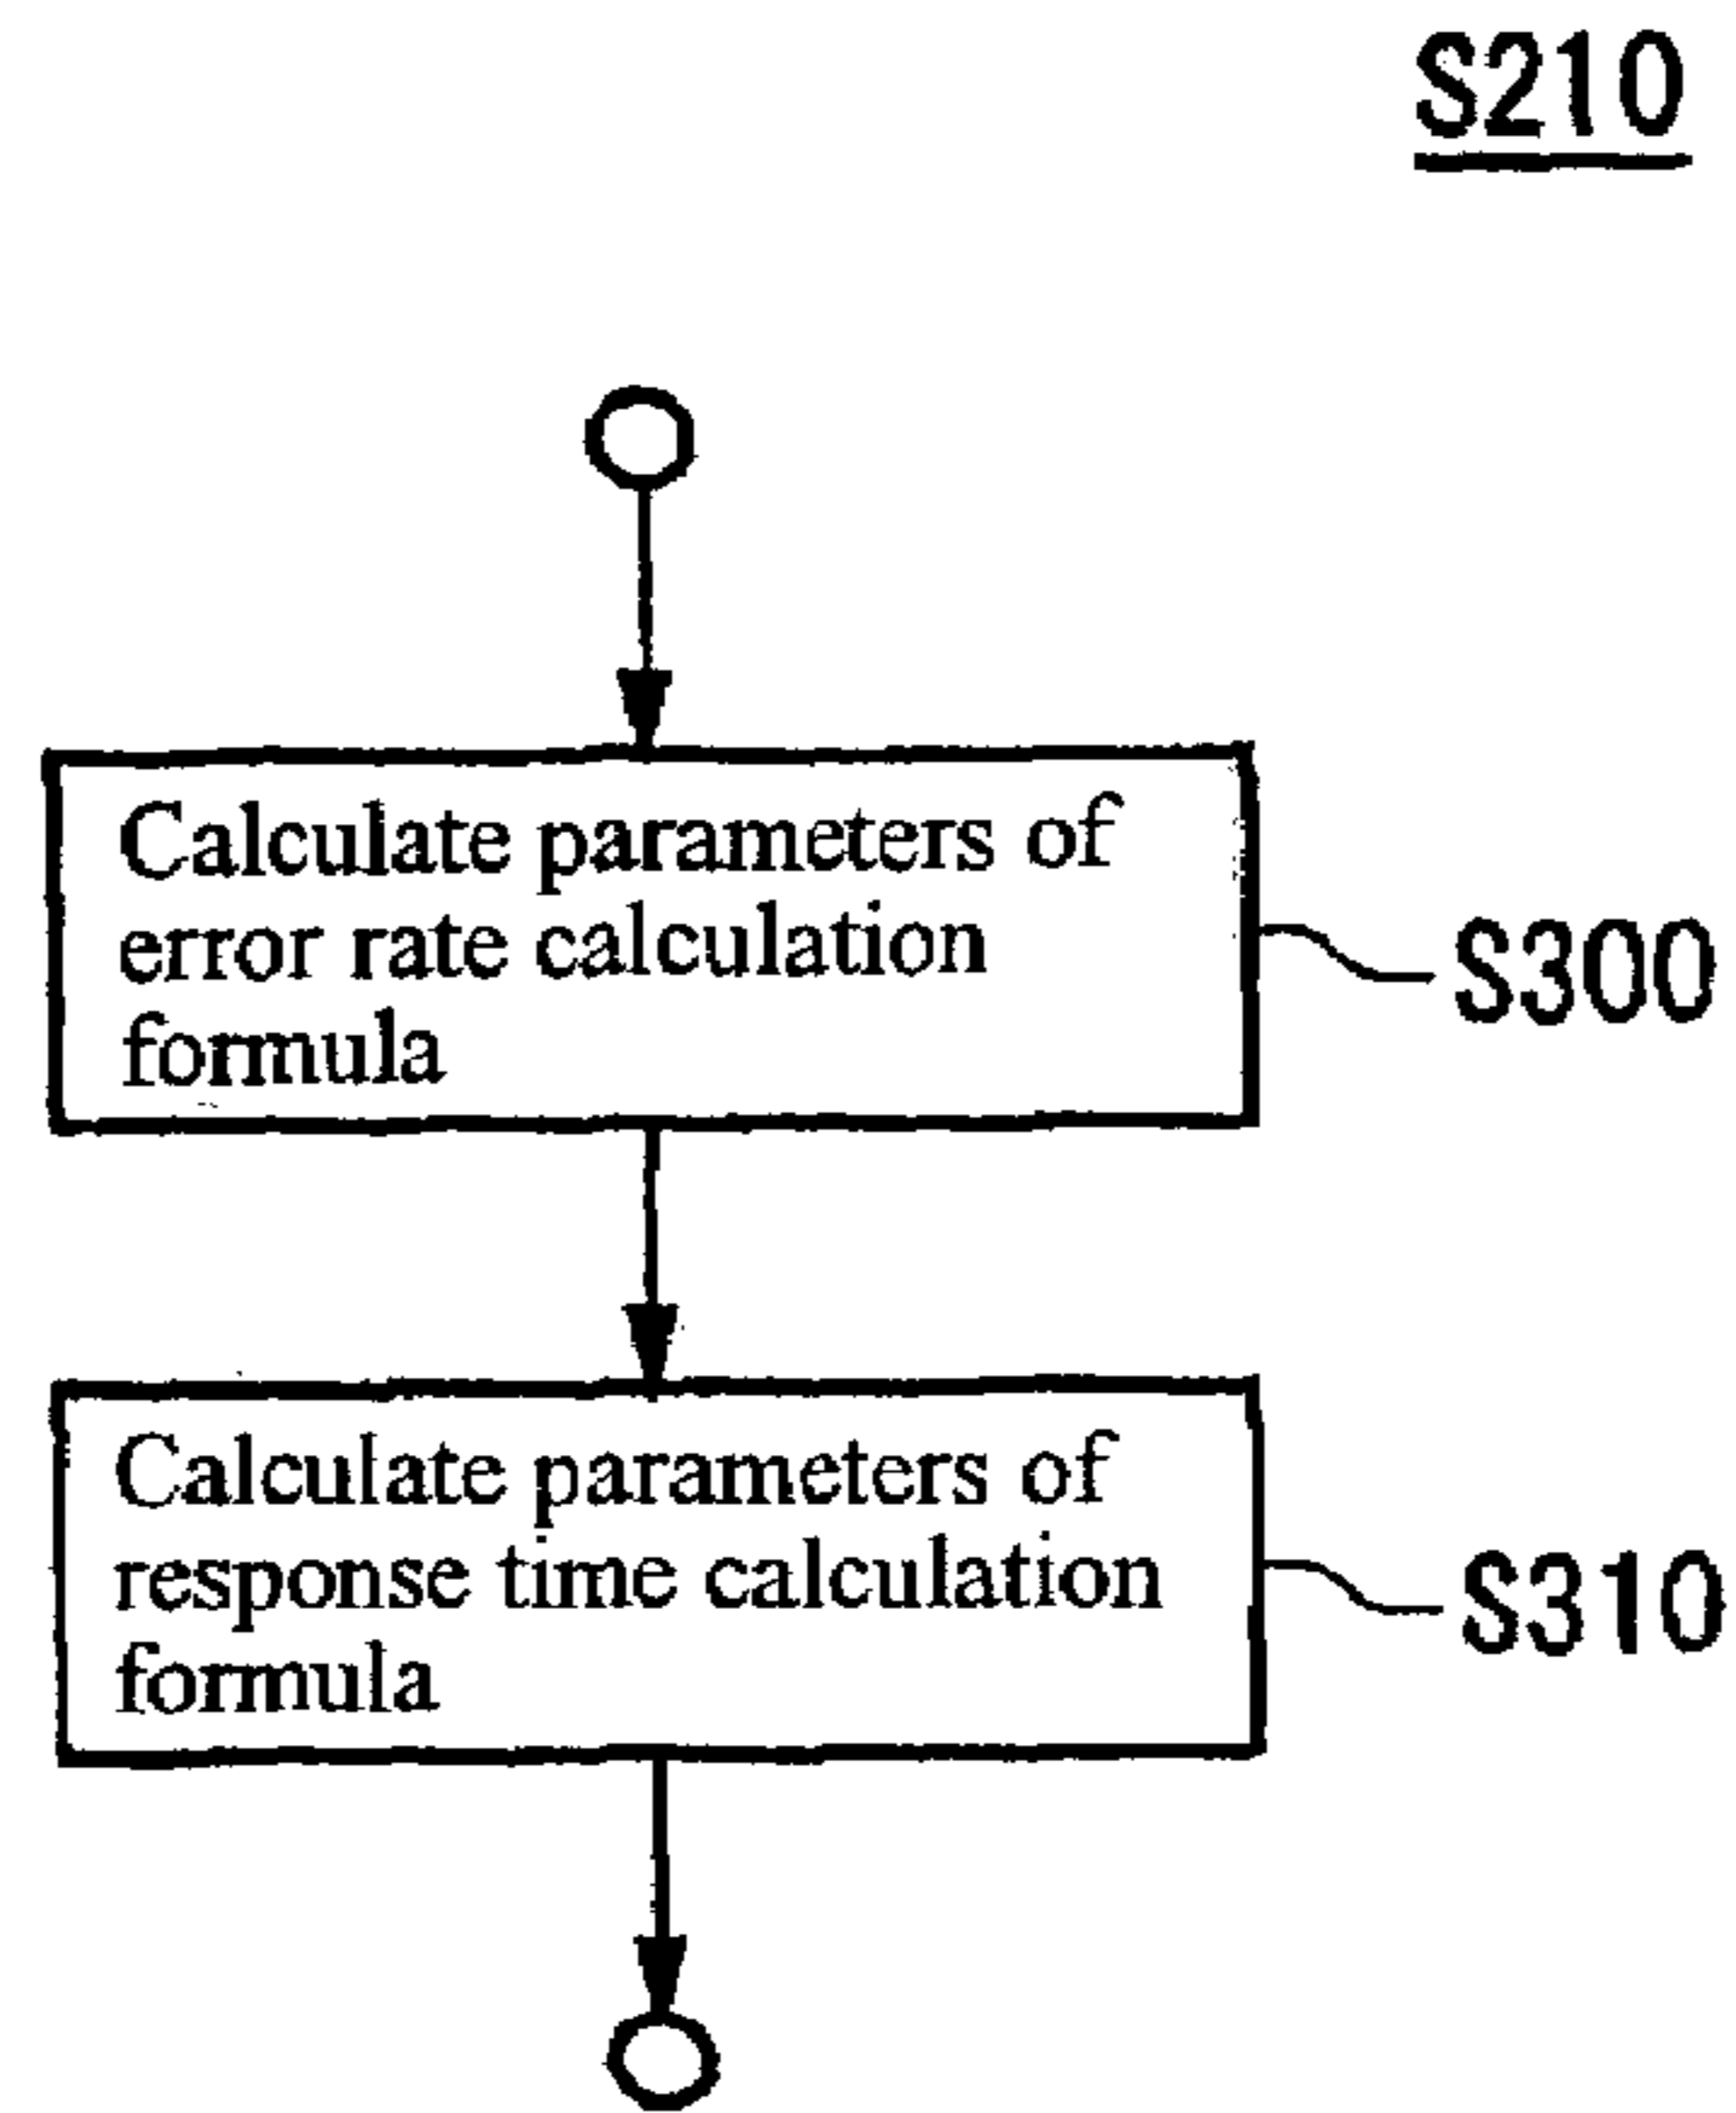 S210
Calculate parameters of
error rate calculation
formula
S300
Calculate parameters of
response time calculation
formula
S310